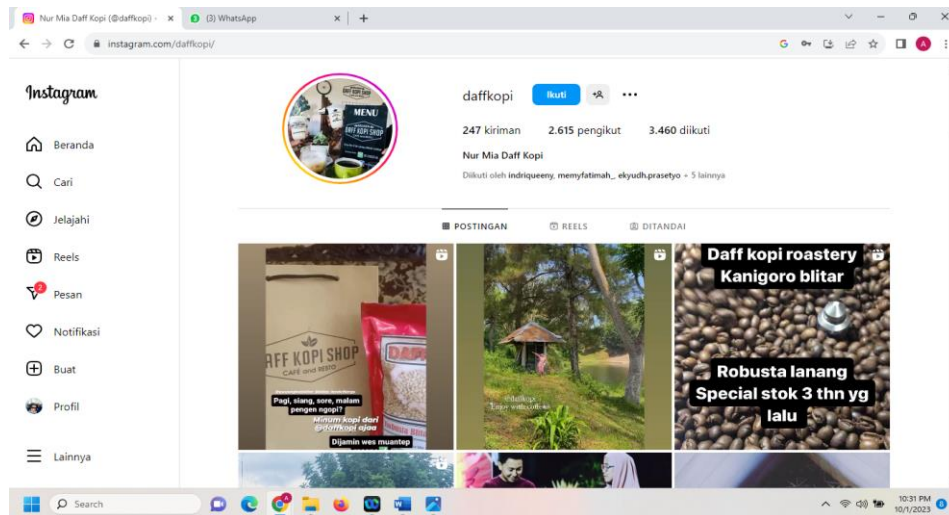 Nur Mia Daff Kopi (@daffkopi) -
(3) WhatsApp
instagram.com/daffkopi/
Instagram
Beranda
Cari
Jelajahi
Reels
2
Pesan
Notifikasi
Buat
Profil
Lainnya
MENU
DAFF KOPI SHOP
daffkopi
Ikuti
247 kiriman 2.615 pengikut 3.460 diikuti
Nur Mia Daff Kopi
Diikuti oleh indriqueeny, memyfatimah_, ekyudh.prasetyo + 5 lainnya
POSTINGAN REELS DITANDAI
AFF KOPI SHOP
CAFE and RESTO
Pagi, siang, sore, malam
pengen ngopi?
Minum kopi dari
@daffkopi ajaa
Dijamin wes muantep
@daffkopi
Daff kopi roastery
Kanigoro blitar
Robusta lanang
Special stok 3 thn yg
lalu
A
Search
10:31 PM
10/1/2023
8